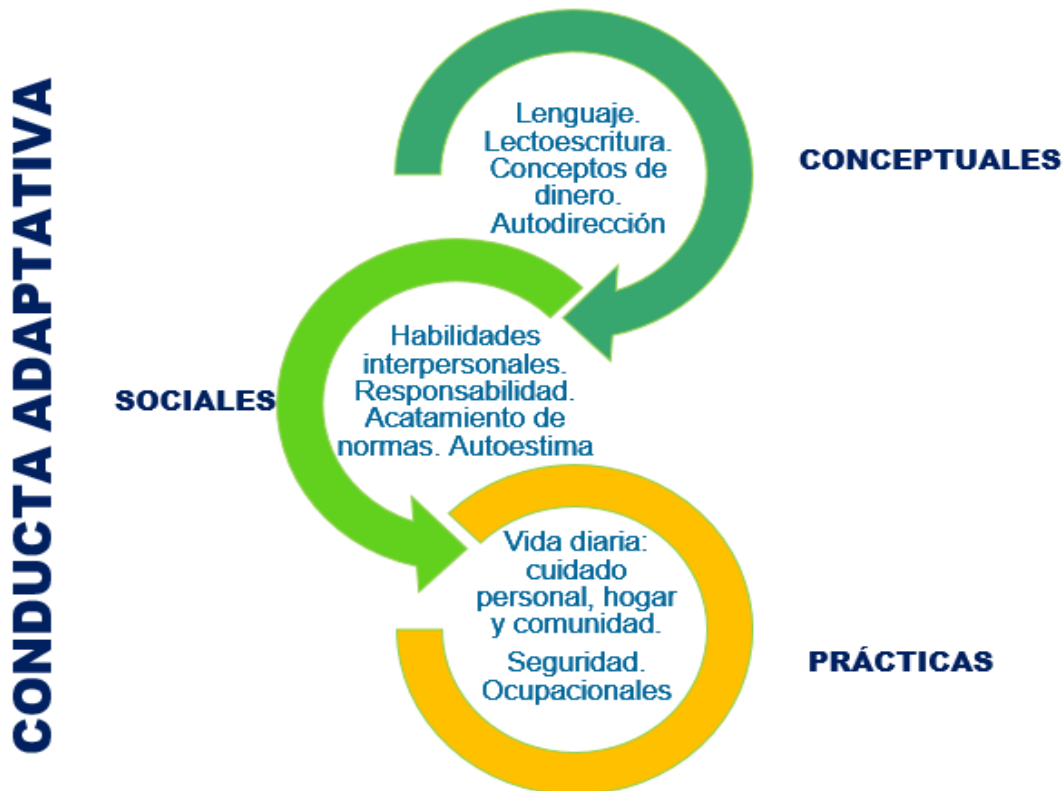 CONDUCTA ADAPTATIVA
Lenguaje.
Lectoescritura.
Conceptos de
dinero.
Autodirección
CONCEPTUALES
Habilidades
interpersonales.
Responsabilidad.
Acatamiento de
normas. Autoestima
SOCIALES
Vida diaria:
cuidado
personal, hogar
y comunidad.
Seguridad.
Ocupacionales
PRÁCTICAS